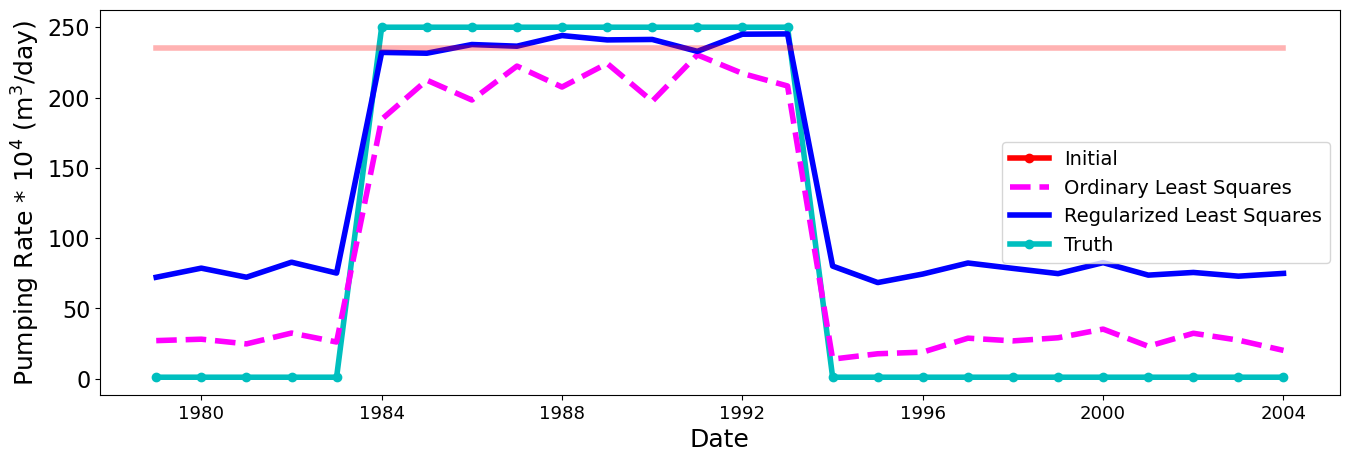 250
200
150
100
50
0
Pumping Rate * 10⁴ (m³/day)
Initial
Ordinary Least Squares
Regularized Least Squares
Truth
1980 1984 1988 1992 1996 2000 2004
Date